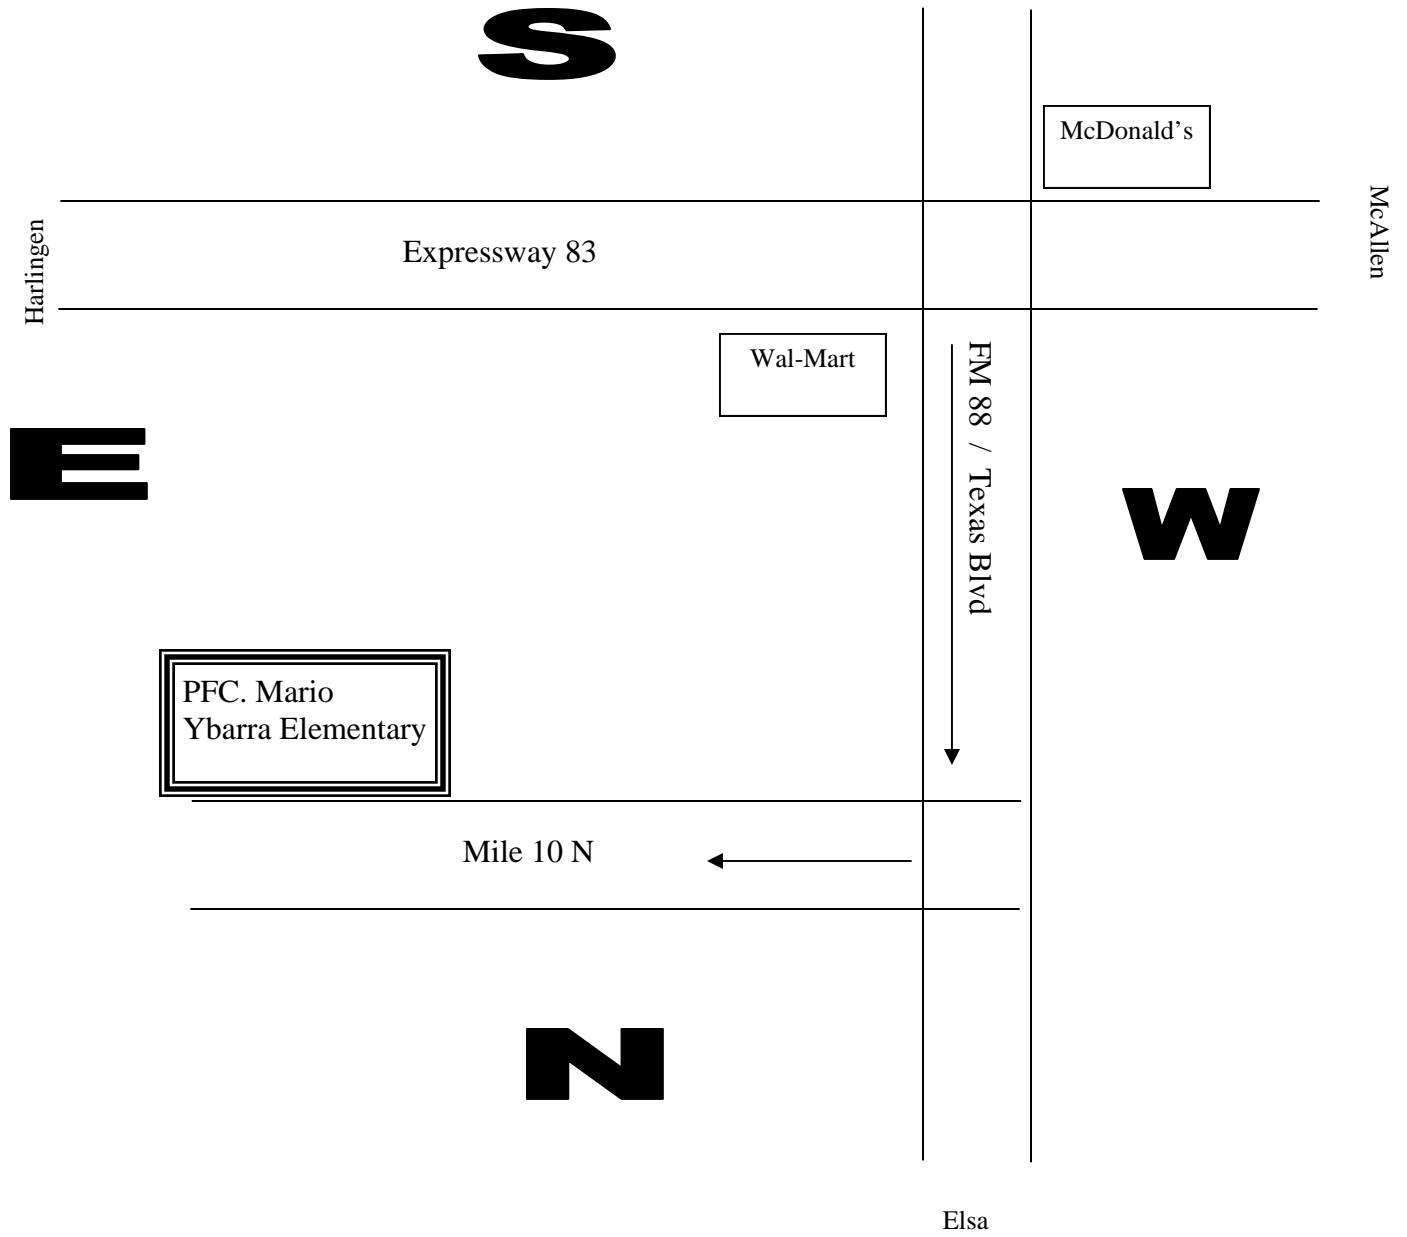 S
McDonald's
McAllen
Harlingen
Expressway 83
Wal-Mart
FM 88 / Texas Blvd
E
W
PFC. Mario
Ybarra Elementary
Mile 10 N
N
Elsa